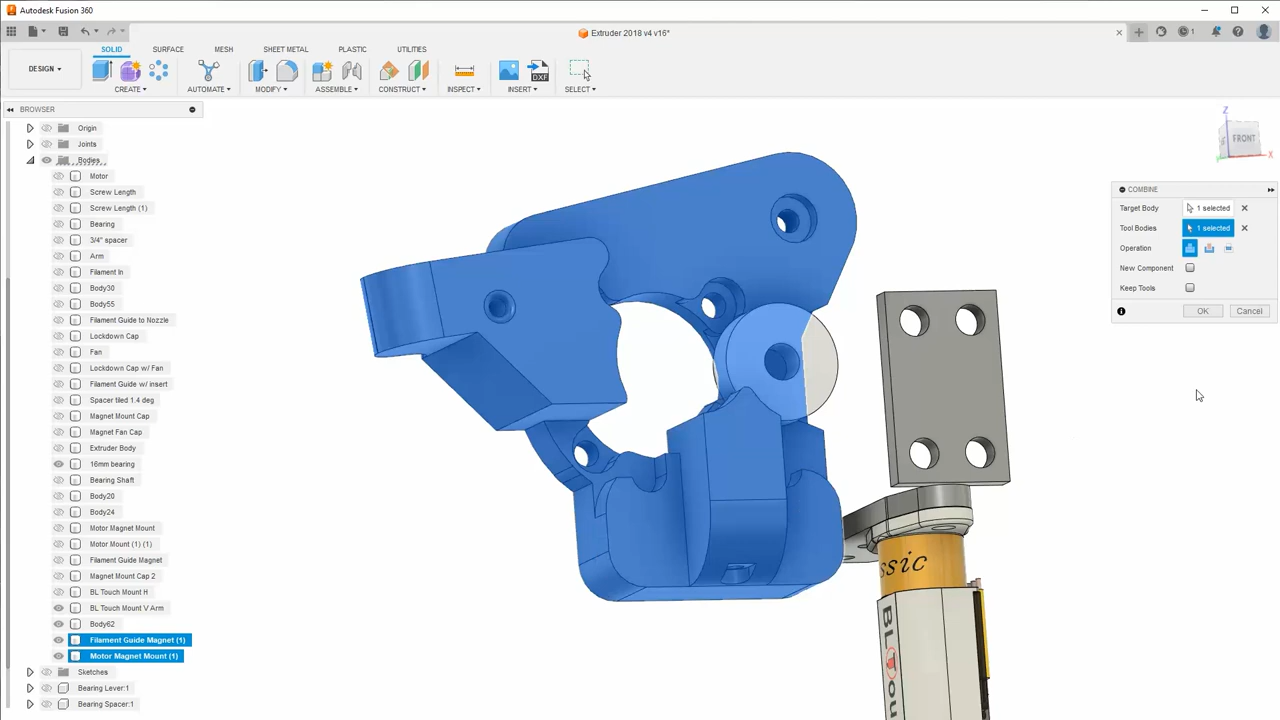 Autodesk Fusion 360
Extruder 2018 v4 v16*
1
DESIGN
SOLID
SURFACE
MESH
SHEET METAL
PLASTIC
UTILITIES
CREATE
AUTOMATE
MODIFY
ASSEMBLE
CONSTRUCT
INSPECT
INSERT
SELECT
DXF
BROWSER
Origin
Joints
Bodies
Motor
Screw Length
Screw Length (1)
Bearing
3/4" spacer
Arm
Filament In
Body30
Body55
Filament Guide to Nozzle
Lockdown Cap
Fan
Lockdown Cap w/ Fan
Filament Guide w/ insert
Spacer tiled 1.4 deg
Magnet Mount Cap
Magnet Fan Cap
Extruder Body
16mm bearing
Bearing Shaft
Body20
Body24
Motor Magnet Mount
Motor Mount (1) (1)
Filament Guide Magnet
Magnet Mount Cap 2
BL Touch Mount H
BL Touch Mount V Arm
Body62
Filament Guide Magnet (1)
Motor Magnet Mount (1)
Sketches
Bearing Lever:1
Bearing Spacer:1
Z
FRONT
X
COMBINE
Target Body 1 selected
Tool Bodies 1 selected
Operation
New Component
Keep Tools
OK Cancel
ssic
BL Tou